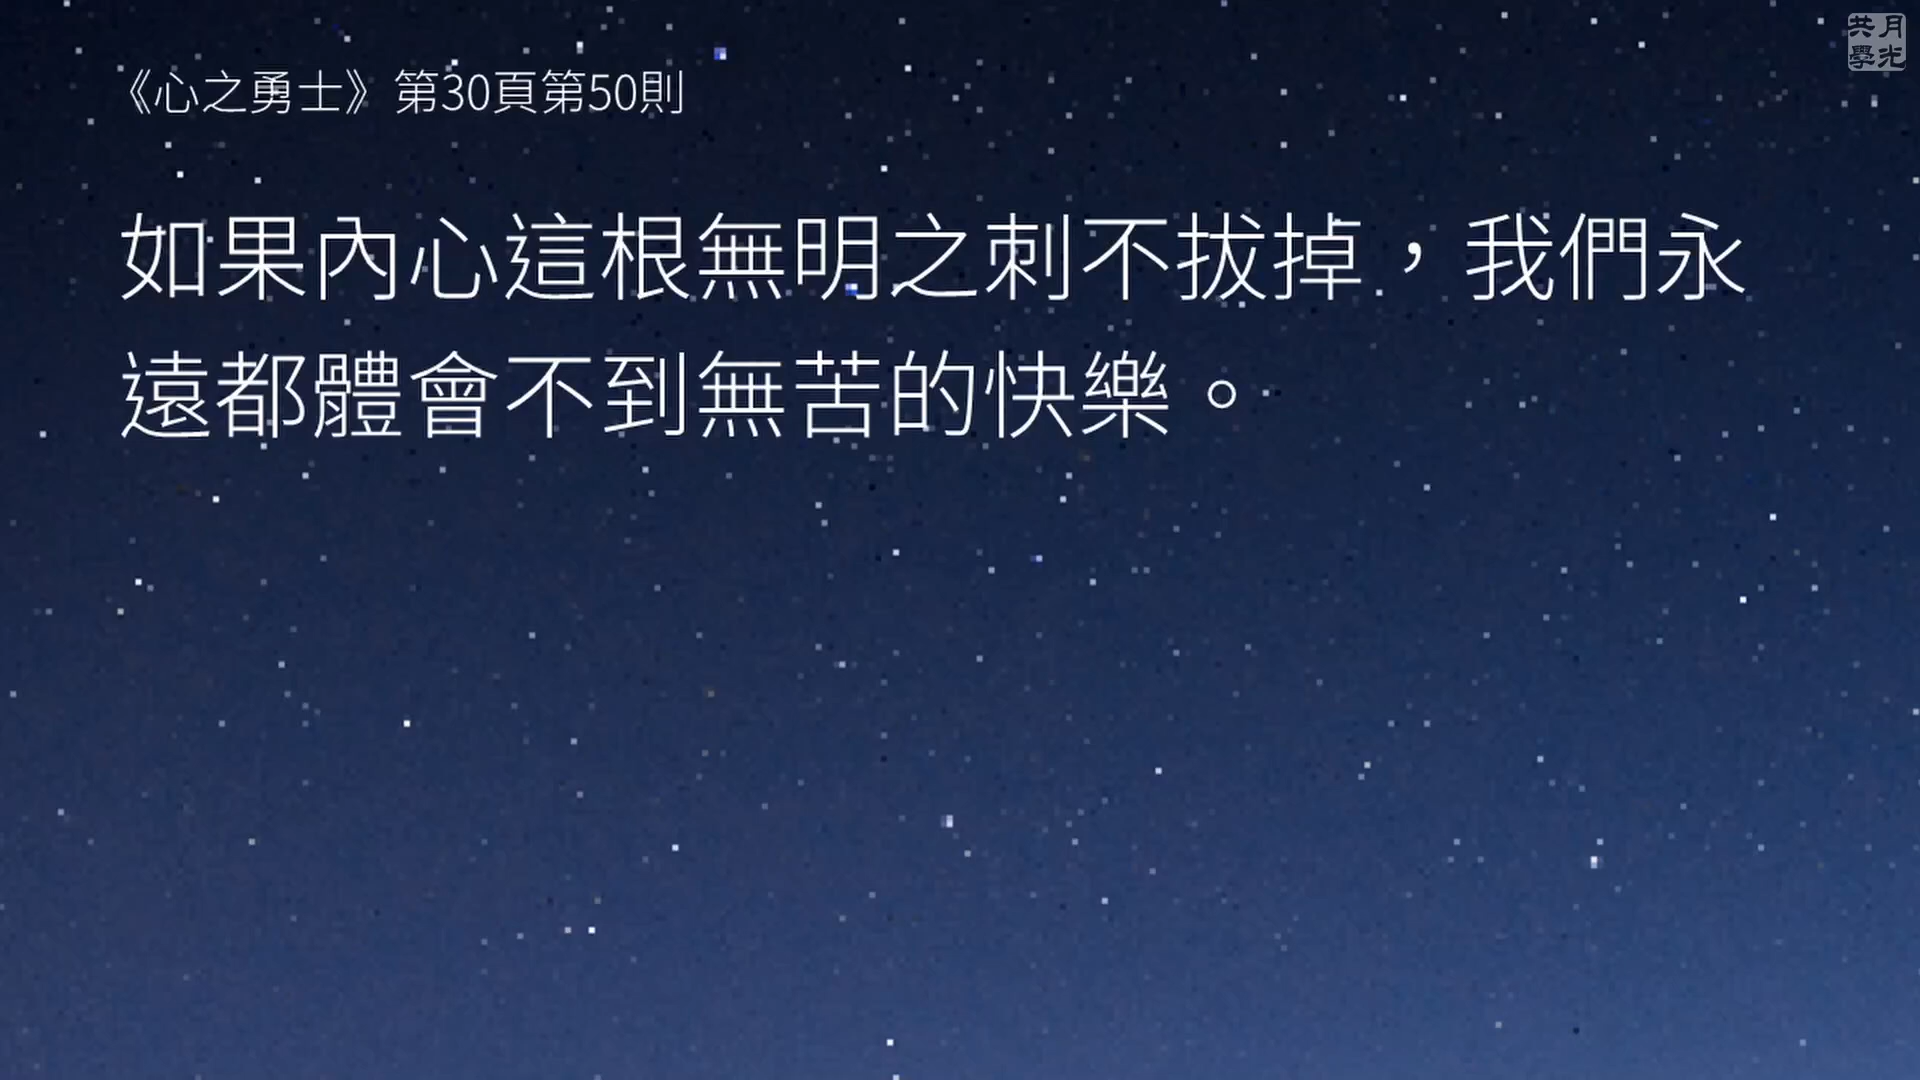 《心之勇士》第30頁第50則
如果內心這根無明之刺不拔掉，我們永
遠都體會不到無苦的快樂。
月光
共學